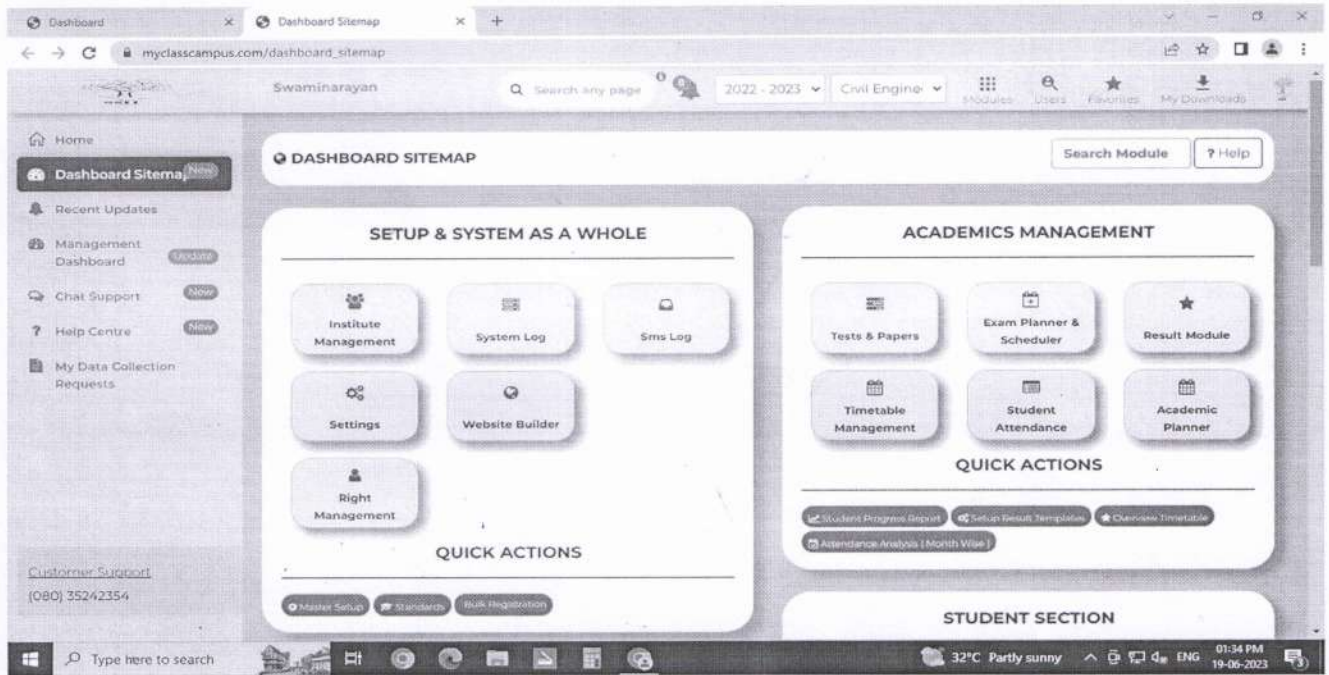 Dashboard
Dashboard Sitemap
myclasscampus.com/dashboard_sitemap
Swaminarayan
Search any page
0
2022 - 2023
Civil Engine
Modules
Users
Favorites
My Downloads
Home
Dashboard Sitema
New
Recent Updates
Management
Dashboard
Update
Chat Support
New
? Help Centre
New
My Data Collection
Requests
Customer Support
(080) 35242354
DASHBOARD SITEMAP
Search Module
? Help
SETUP & SYSTEM AS A WHOLE
Institute
Management
System Log
Sms Log
Settings
Website Builder
Right
Management
QUICK ACTIONS
Master Setup
Standards
Bulk Registration
ACADEMICS MANAGEMENT
Tests & Papers
Exam Planner &
Scheduler
Result Module
Timetable
Management
Student
Attendance
Academic
Planner
QUICK ACTIONS
Student Progress Report
Setup Result Templates
Overview Timetable
Attendance Analysis ( Month Wise )
STUDENT SECTION
Type here to search
32°C Partly sunny
ENG
01:34 PM
19-06-2023
3